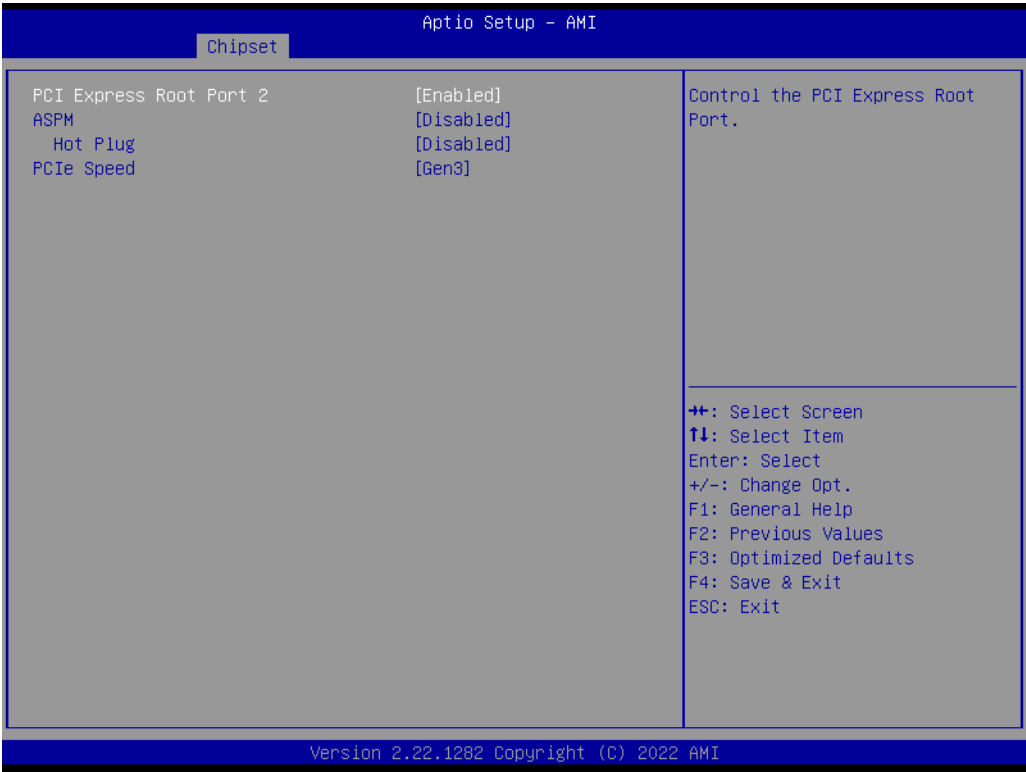 Aptio Setup – AMI
Chipset
PCI Express Root Port 2 [Enabled]
ASPM [Disabled]
Hot Plug [Disabled]
PCIe Speed [Gen3]
Control the PCI Express Root
Port.
→←: Select Screen
↑↓: Select Item
Enter: Select
+/-: Change Opt.
F1: General Help
F2: Previous Values
F3: Optimized Defaults
F4: Save & Exit
ESC: Exit
Version 2.22.1282 Copyright (C) 2022 AMI